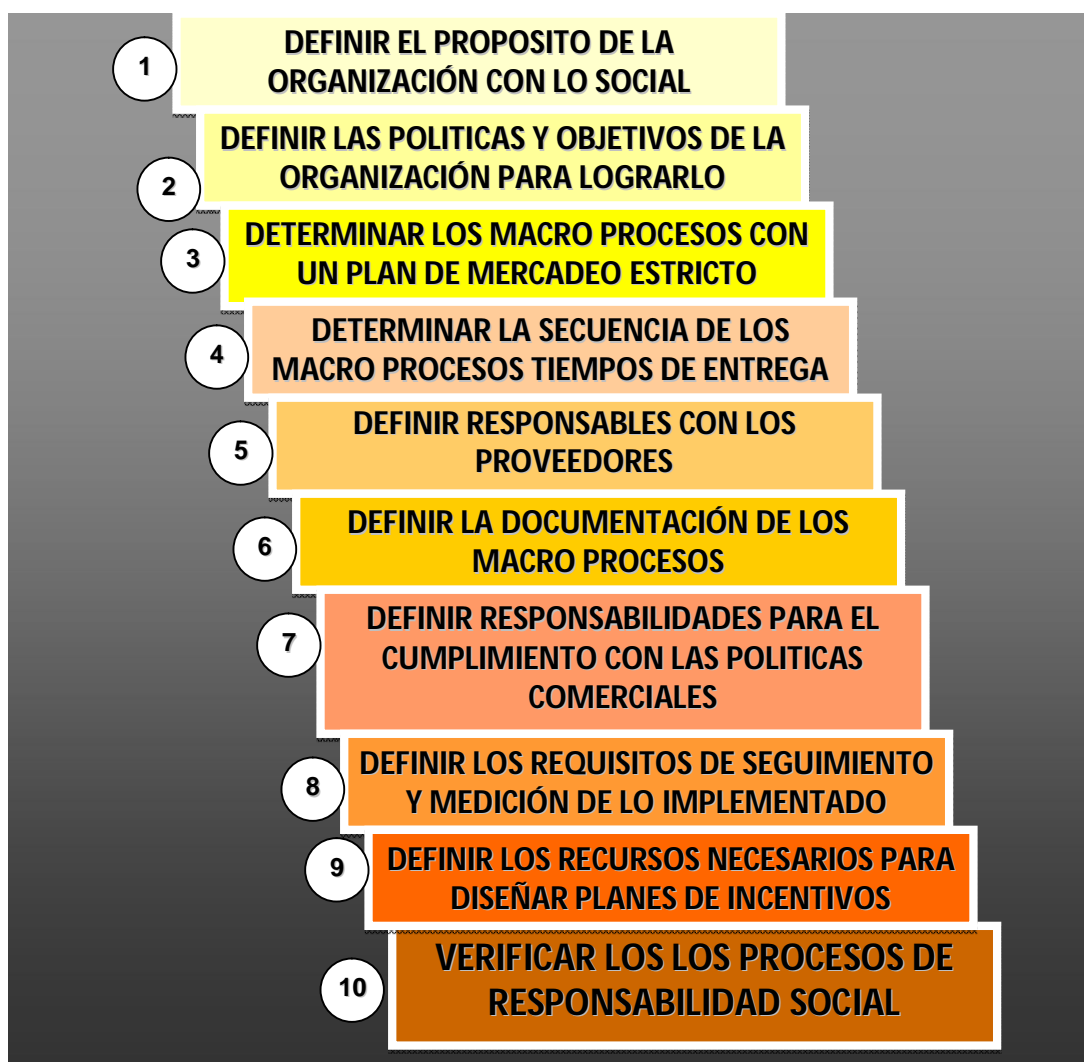 1
DEFINIR EL PROPOSITO DE LA
ORGANIZACIÓN CON LO SOCIAL
2
DEFINIR LAS POLITICAS Y OBJETIVOS DE LA
ORGANIZACIÓN PARA LOGRARLO
3
DETERMINAR LOS MACRO PROCESOS CON
UN PLAN DE MERCADEO ESTRICTO
4
DETERMINAR LA SECUENCIA DE LOS
MACRO PROCESOS TIEMPOS DE ENTREGA
5
DEFINIR RESPONSABLES CON LOS
PROVEEDORES
6
DEFINIR LA DOCUMENTACIÓN DE LOS
MACRO PROCESOS
7
DEFINIR RESPONSABILIDADES PARA EL
CUMPLIMIENTO CON LAS POLITICAS
COMERCIALES
8
DEFINIR LOS REQUISITOS DE SEGUIMIENTO
Y MEDICIÓN DE LO IMPLEMENTADO
9
DEFINIR LOS RECURSOS NECESARIOS PARA
DISEÑAR PLANES DE INCENTIVOS
10
VERIFICAR LOS LOS PROCESOS DE
RESPONSABILIDAD SOCIAL